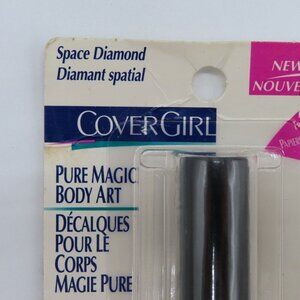 Space Diamond
Diamant spatial
NEW
NOUVE
COVERGIRL
PURE MAGIC
BODY ART
DÉCALQUES
POUR LE
CORPS
MAGIE PURE